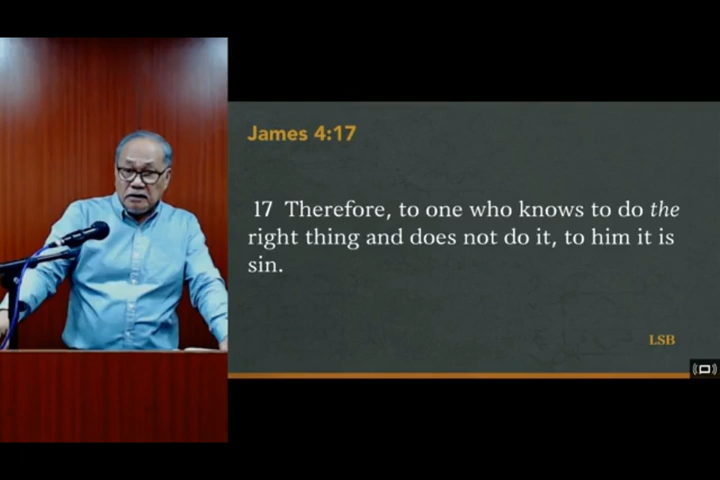 James 4:17
17 Therefore, to one who knows to do the
right thing and does not do it, to him it is
sin.
LSB